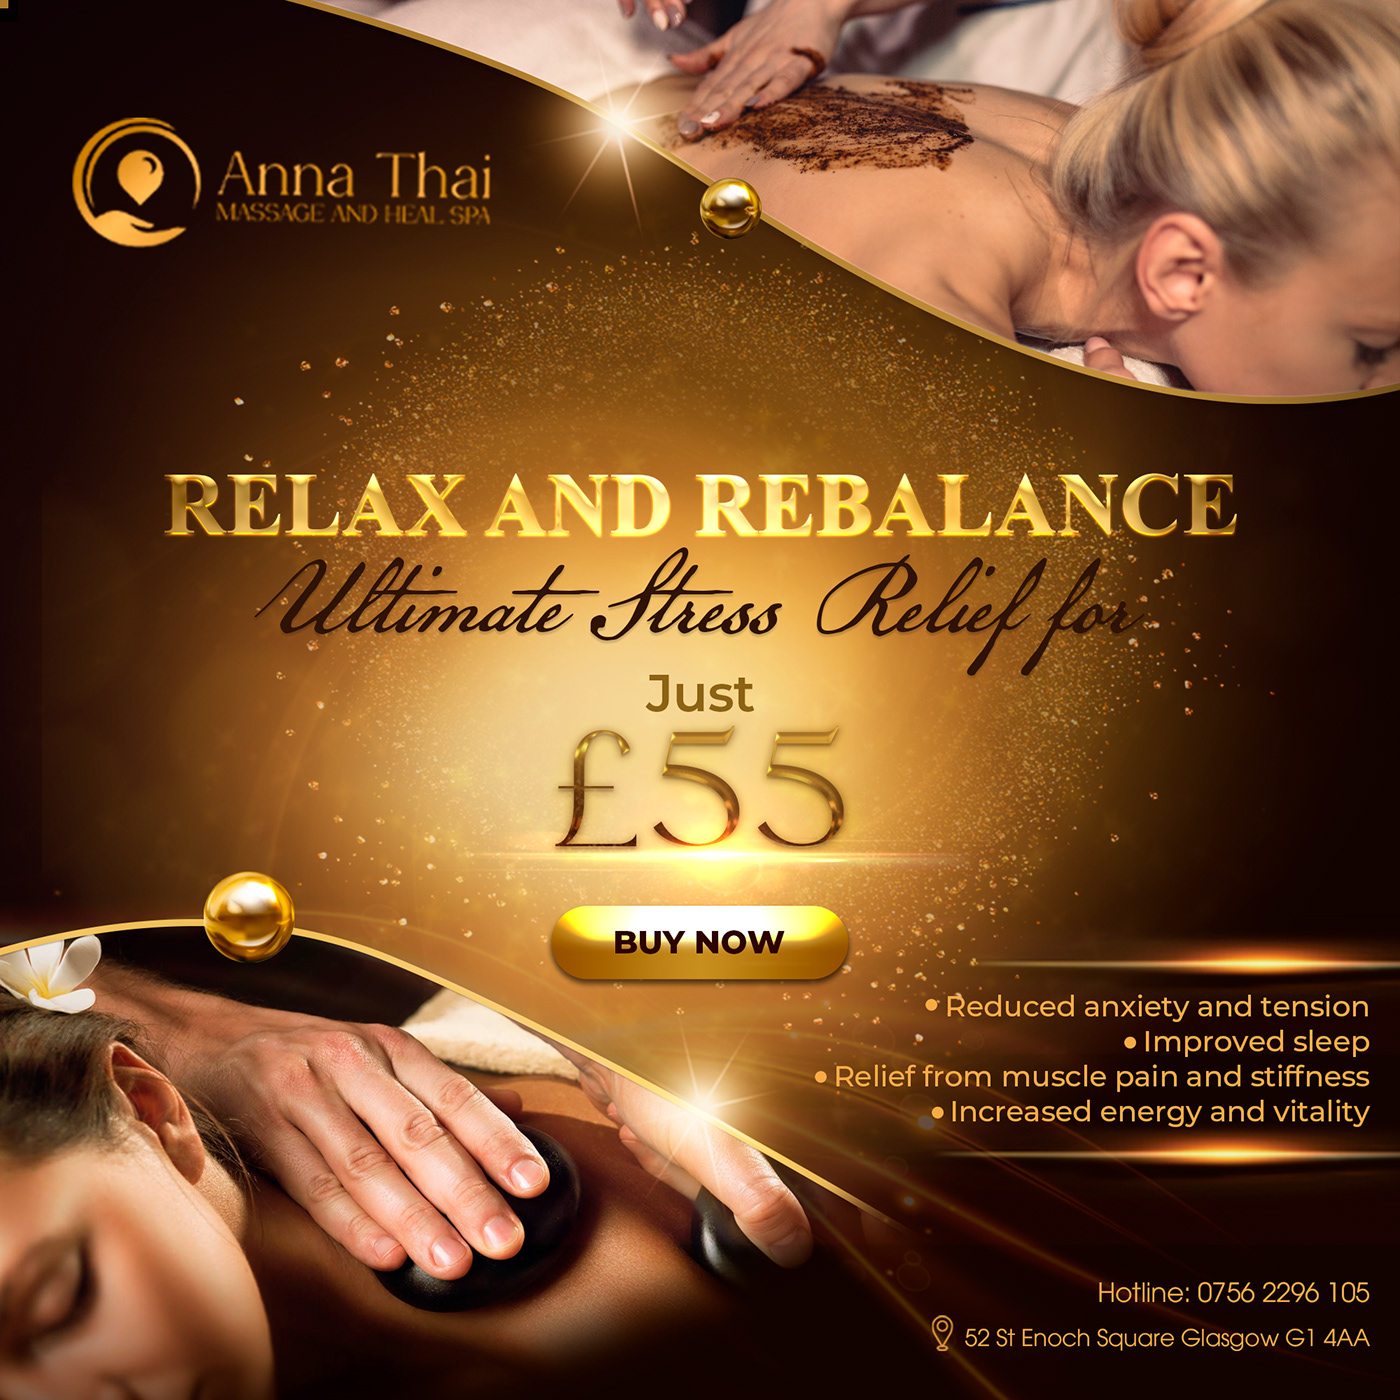 Anna Thai
MASSAGE AND HEAL SPA
RELAX AND REBALANCE
Ultimate Stress Relief for
Just
£55
BUY NOW
• Reduced anxiety and tension
• Improved sleep
• Relief from muscle pain and stiffness
• Increased energy and vitality
Hotline: 0756 2296 105
52 St Enoch Square Glasgow G1 4AA